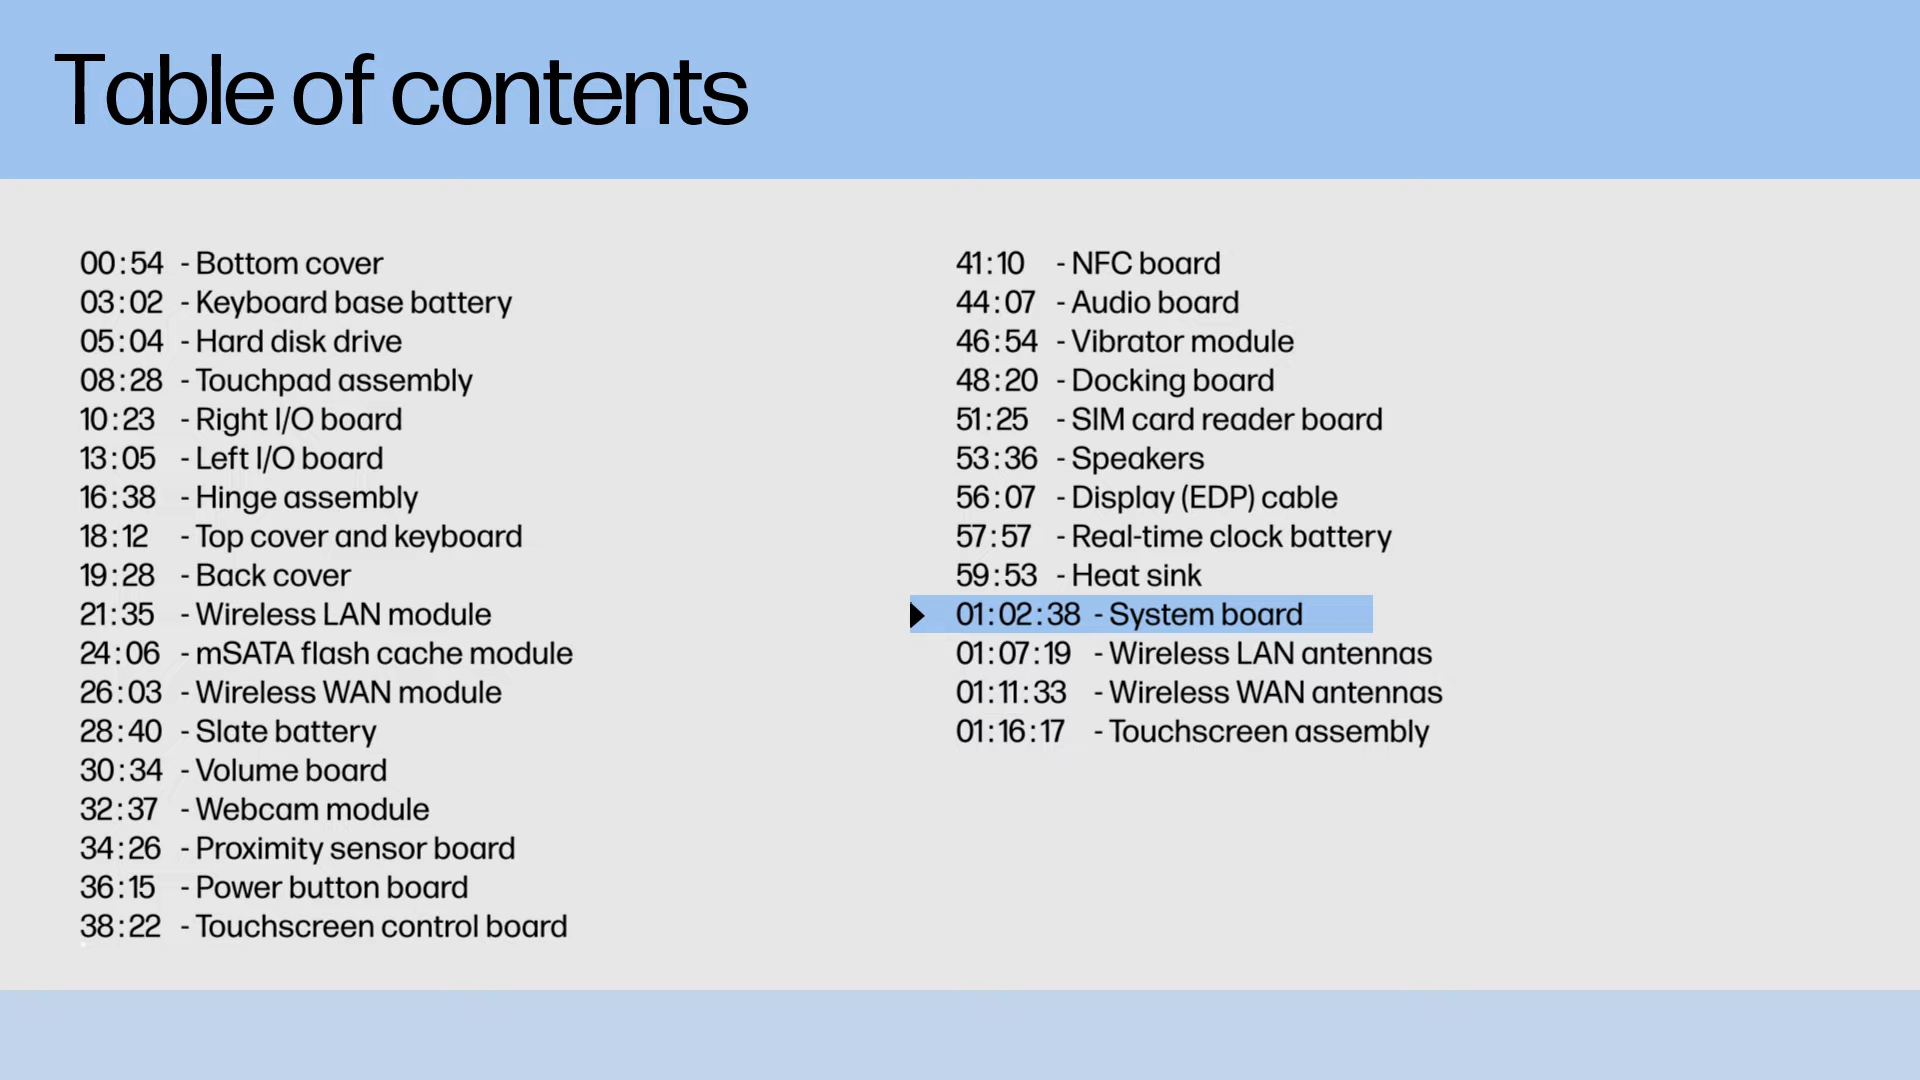 Table of contents
00:54 - Bottom cover
03:02 - Keyboard base battery
05:04 - Hard disk drive
08:28 - Touchpad assembly
10:23 - Right I/O board
13:05 - Left I/O board
16:38 - Hinge assembly
18:12 - Top cover and keyboard
19:28 - Back cover
21:35 - Wireless LAN module
24:06 - mSATA flash cache module
26:03 - Wireless WAN module
28:40 - Slate battery
30:34 - Volume board
32:37 - Webcam module
34:26 - Proximity sensor board
36:15 - Power button board
38:22 - Touchscreen control board
41:10 - NFC board
44:07 - Audio board
46:54 - Vibrator module
48:20 - Docking board
51:25 - SIM card reader board
53:36 - Speakers
56:07 - Display (EDP) cable
57:57 - Real-time clock battery
59:53 - Heat sink
01:02:38 - System board
01:07:19 - Wireless LAN antennas
01:11:33 - Wireless WAN antennas
01:16:17 - Touchscreen assembly